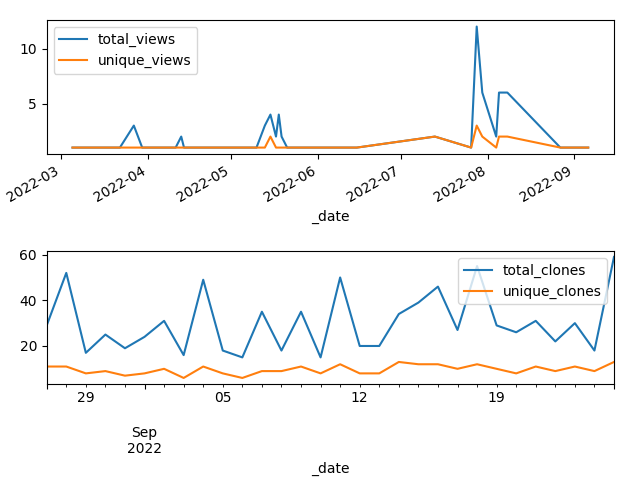 total_views
unique_views
10
5
2022-03
2022-04
2022-05
2022-06
2022-07
2022-08
2022-09
_date
total_clones
unique_clones
60
40
20
29
05
12
19
Sep
2022
_date